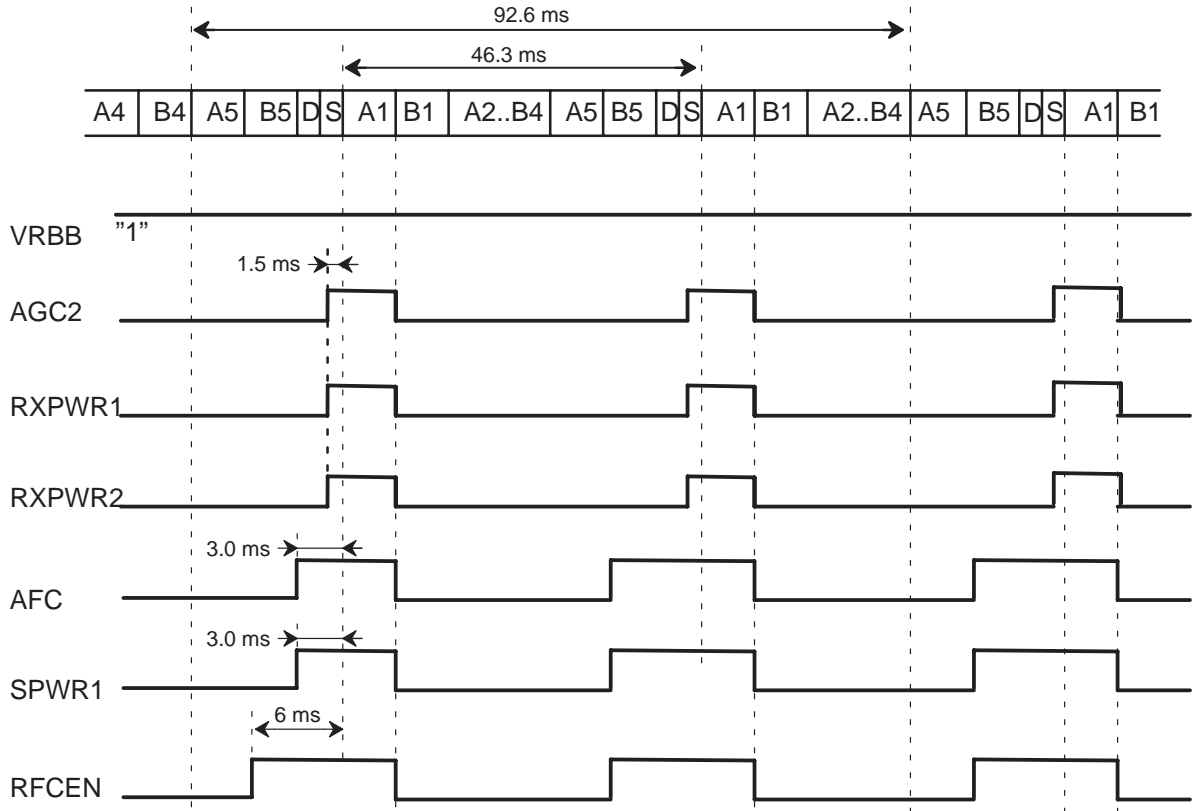 92.6 ms
46.3 ms
A4 B4 A5 B5 D S A1 B1 A2..B4 A5 B5 D S A1 B1 A2..B4 A5 B5 D S A1 B1
VRBB ”1”
1.5 ms
AGC2
RXPWR1
RXPWR2
3.0 ms
AFC
3.0 ms
SPWR1
6 ms
RFCEN